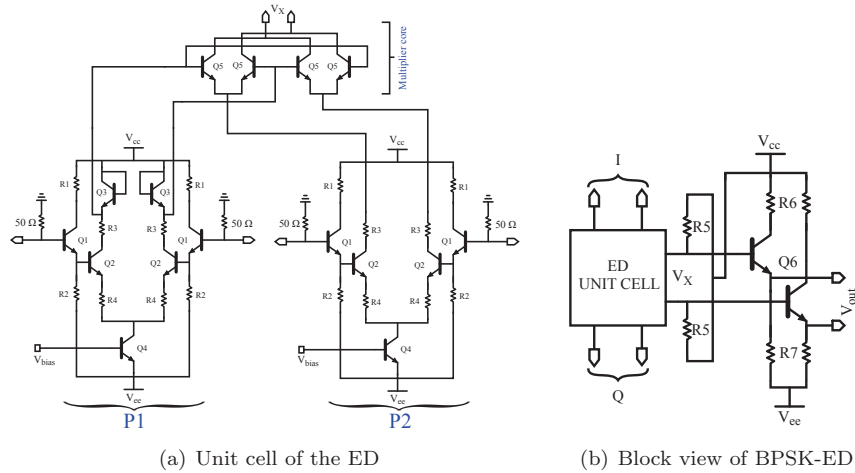 V_X
Q5 Q5 Q5 Q5
Multiplier core
V_cc
R1 R1
Q3 Q3
50 Ω 50 Ω
R3 R3
Q1 Q1
Q2 Q2
R2 R4 R4 R2
Q4
V_bias
V_ee
P1
V_cc
R1 R1
50 Ω 50 Ω
R3 R3
Q1 Q1
Q2 Q2
R2 R4 R4 R2
Q4
V_bias
V_ee
P2
(a) Unit cell of the ED
I
V_cc
R5
R6
ED
UNIT CELL
V_X
Q6
V_out
R5
R7
Q
V_ee
(b) Block view of BPSK-ED